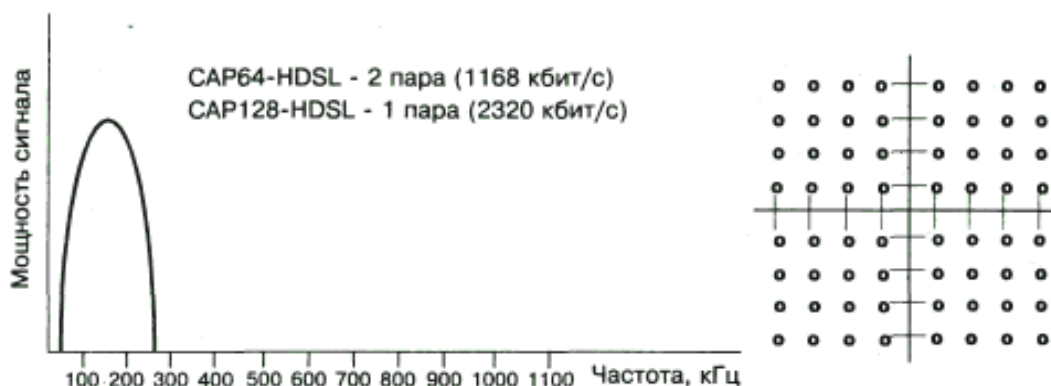 Мощность сигнала
CAP64-HDSL - 2 пара (1168 кбит/с)
CAP128-HDSL - 1 пара (2320 кбит/с)
100 200 300 400 500 600 700 800 900 1000 1100 Частота, кГц